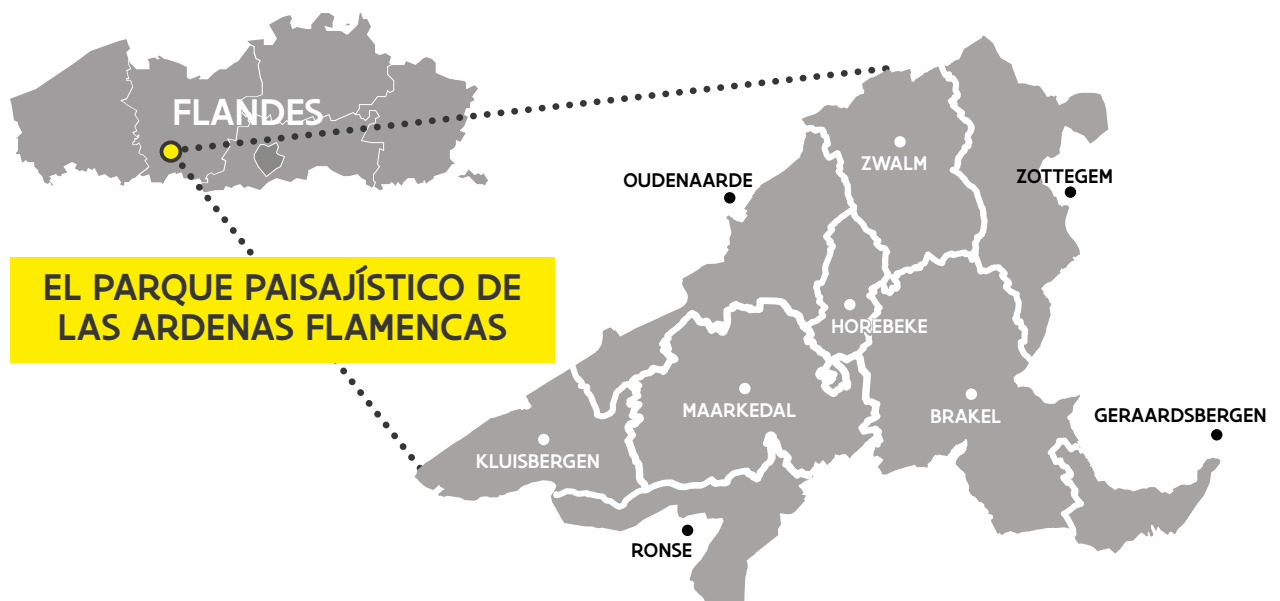 FLANDES
EL PARQUE PAISAJÍSTICO DE
LAS ARDENAS FLAMENCAS
ZWALM
OUDENAARDE
ZOTTEGEM
HOREBEKE
MAARKEDAL
BRAKEL
GERAARDSBERGEN
KLUISBERGEN
RONSE